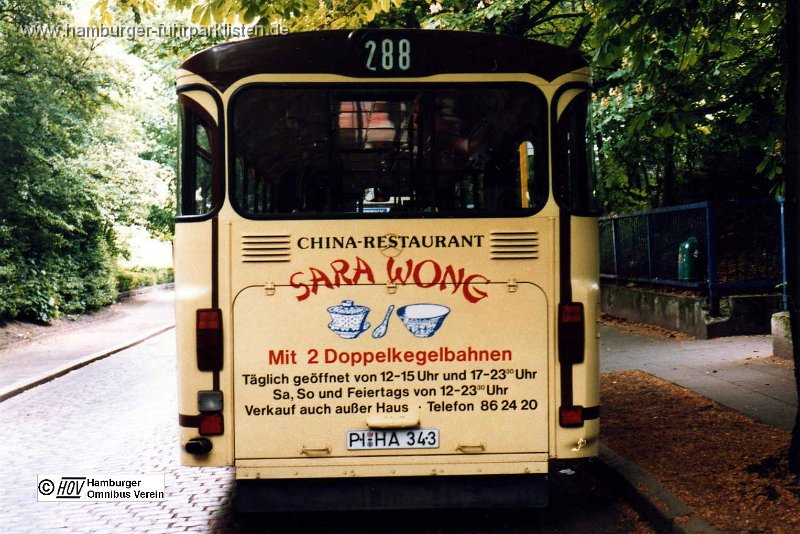 www.hamburger-fuhrparklisten.de
288
CHINA-RESTAURANT
SARA WONG
Mit 2 Doppelkegelbahnen
Täglich geöffnet von 12-15 Uhr und 17-23³⁰ Uhr
Sa, So und Feiertags von 12-23³⁰ Uhr
Verkauf auch außer Haus · Telefon 86 24 20
PI HA 343
© HOV Hamburger
Omnibus Verein